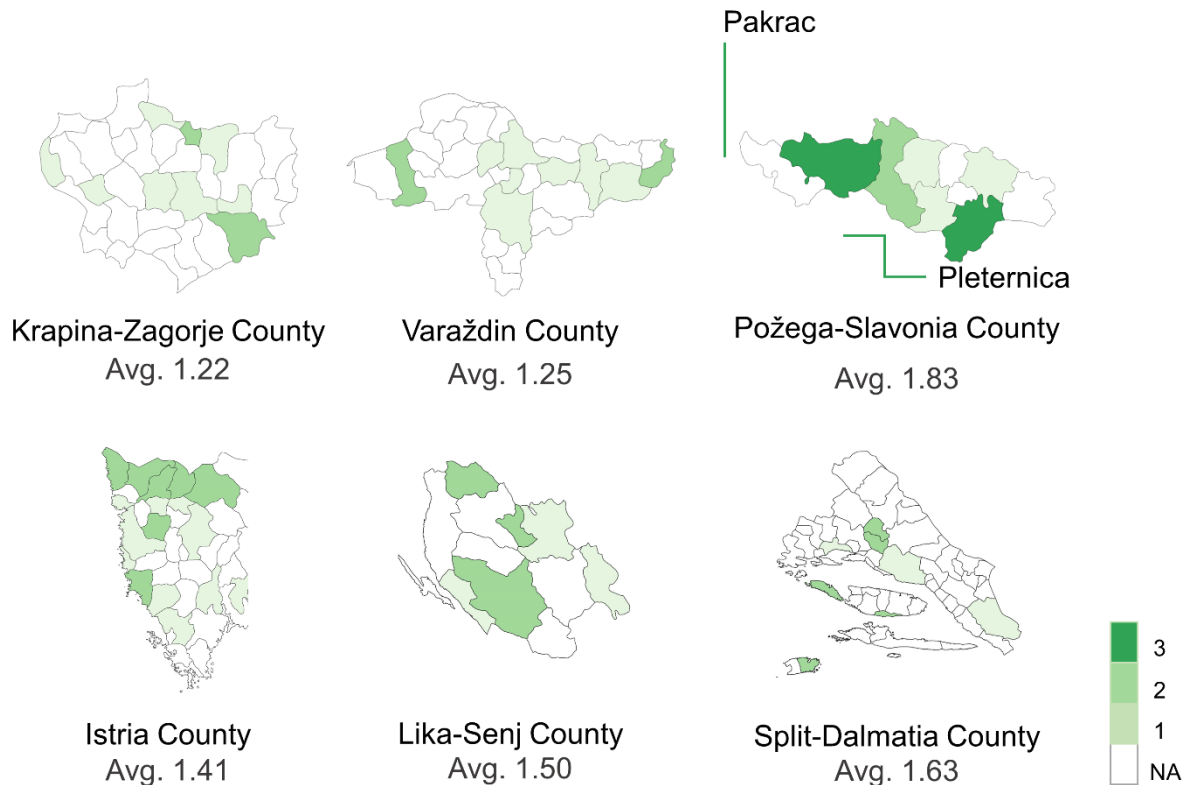 Pakrac
Pleternica
Krapina-Zagorje County
Avg. 1.22
Varaždin County
Avg. 1.25
Požega-Slavonia County
Avg. 1.83
Istria County
Avg. 1.41
Lika-Senj County
Avg. 1.50
Split-Dalmatia County
Avg. 1.63
3
2
1
NA